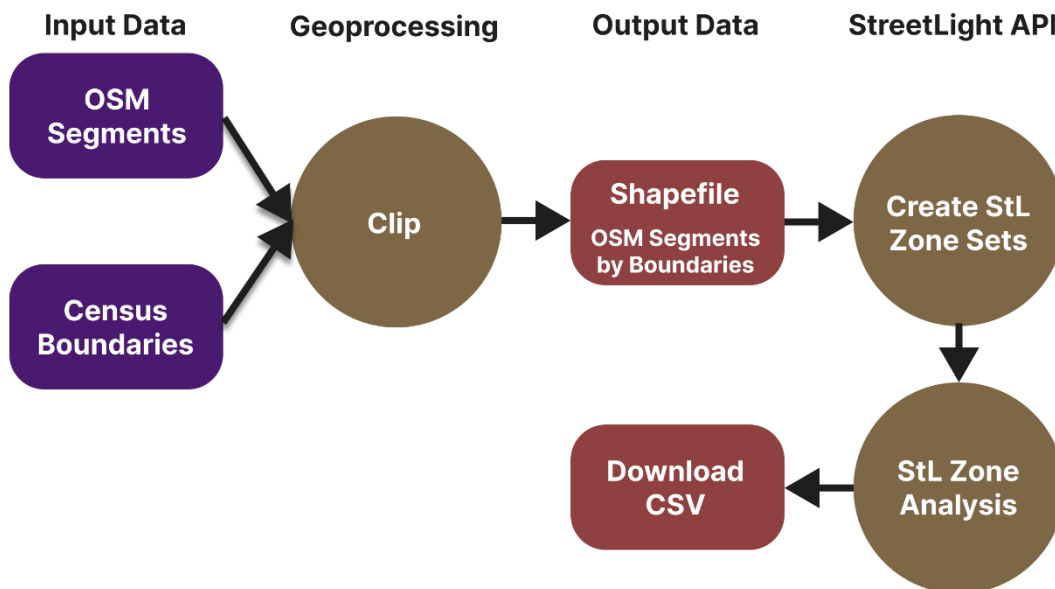 Input Data
Geoprocessing
Output Data
StreetLight API
OSM
Segments
Census
Boundaries
Clip
Shapefile
OSM Segments
by Boundaries
Create StL
Zone Sets
StL Zone
Analysis
Download
CSV